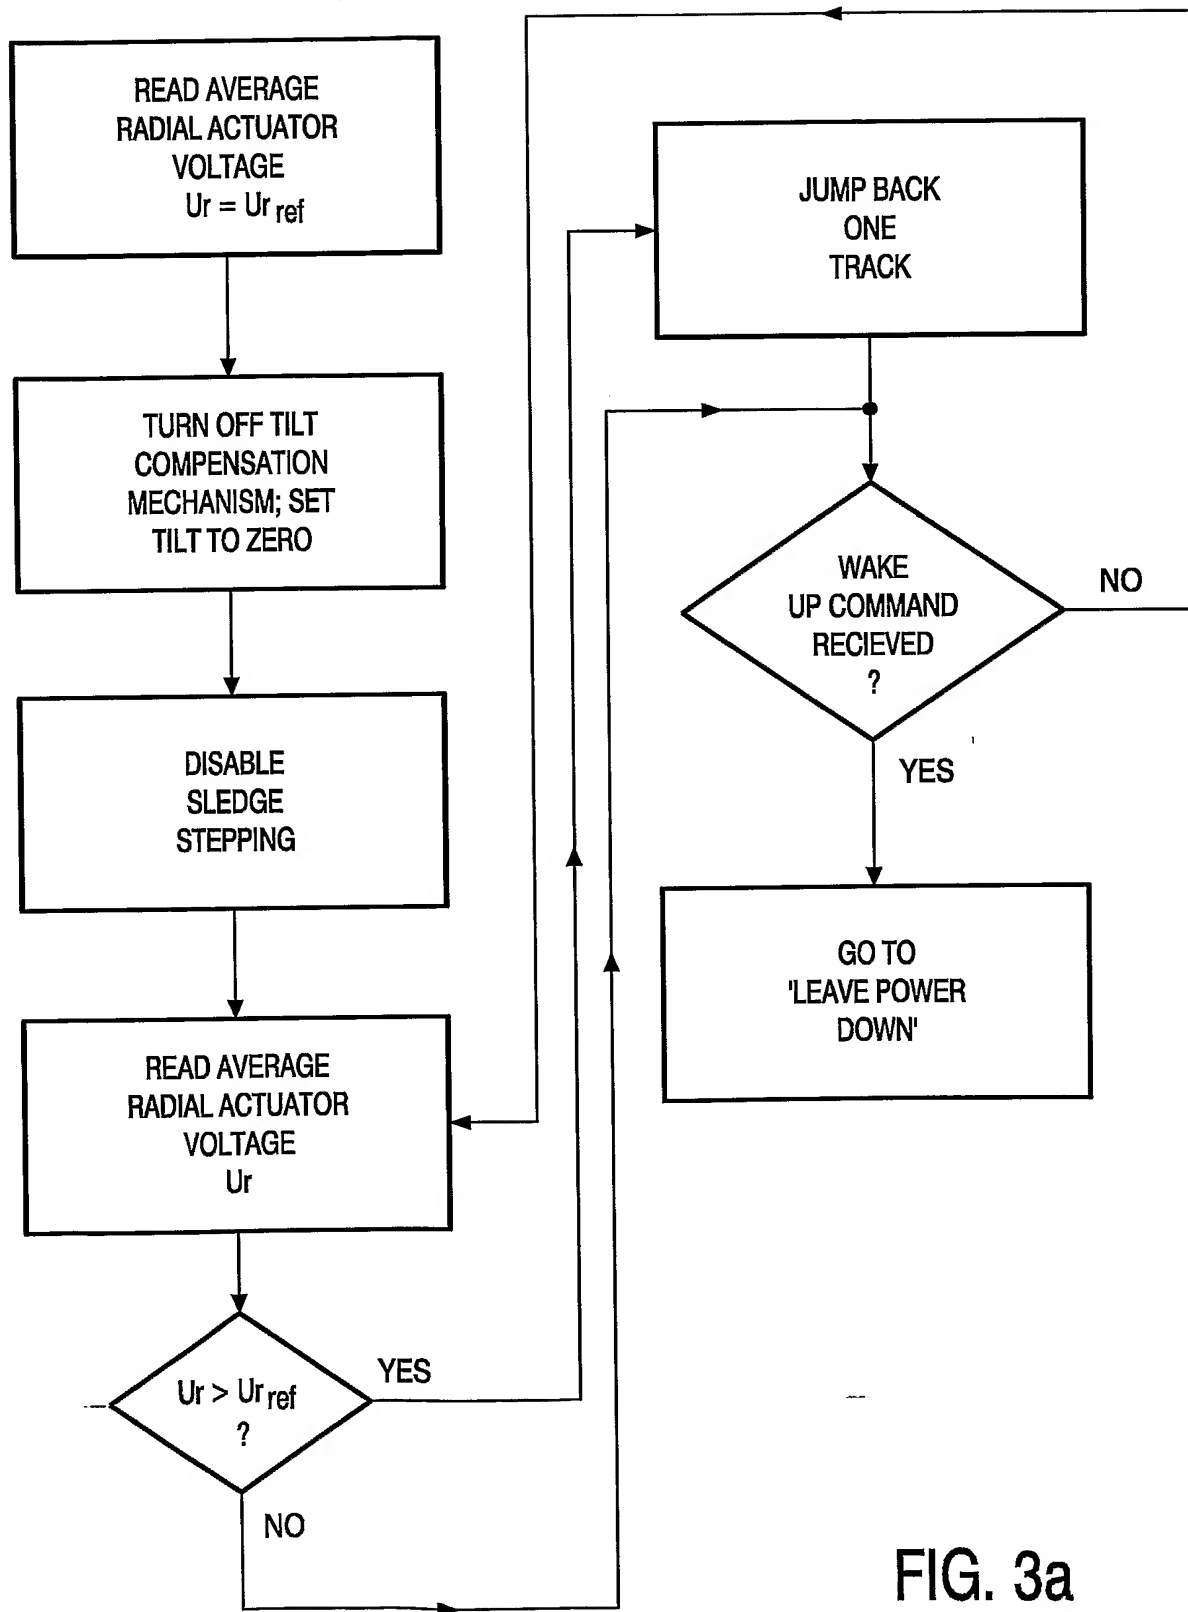 READ AVERAGE
RADIAL ACTUATOR
VOLTAGE
Ur = Ur ref
TURN OFF TILT
COMPENSATION
MECHANISM; SET
TILT TO ZERO
DISABLE
SLEDGE
STEPPING
READ AVERAGE
RADIAL ACTUATOR
VOLTAGE
Ur
Ur > Ur ref
?
YES
NO
JUMP BACK
ONE
TRACK
WAKE
UP COMMAND
RECIEVED
?
NO
YES
GO TO
'LEAVE POWER
DOWN'
FIG. 3a